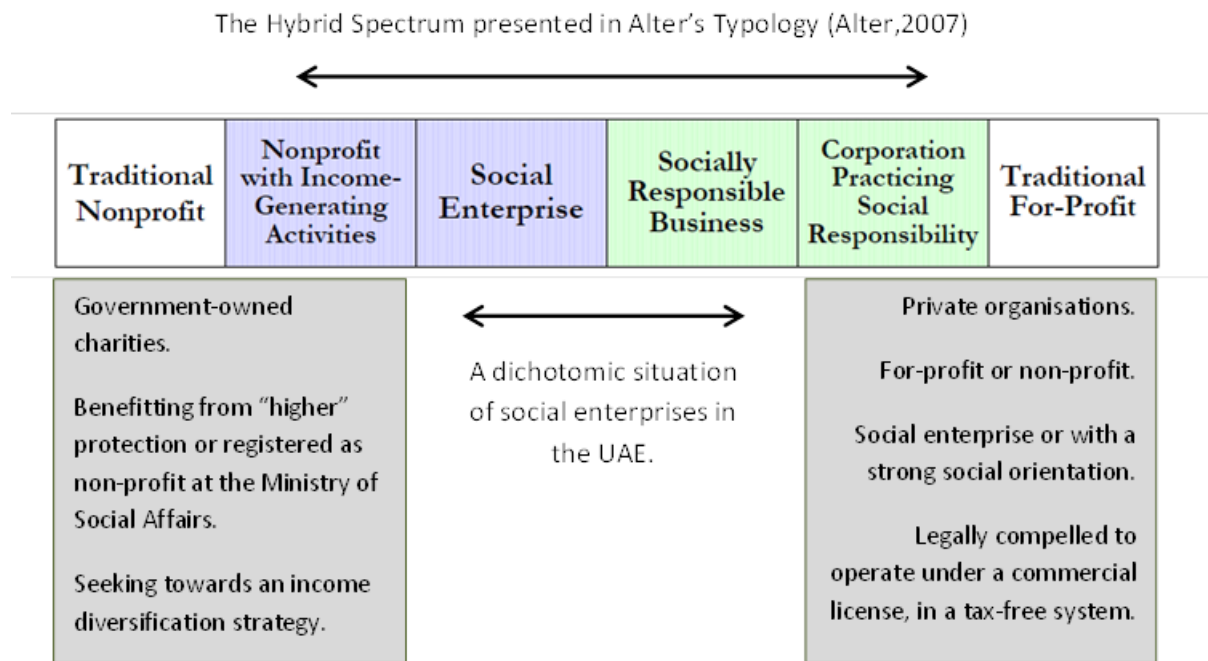 The Hybrid Spectrum presented in Alter's Typology (Alter,2007)
Traditional
Nonprofit
Nonprofit
with Income-
Generating
Activities
Social
Enterprise
Socially
Responsible
Business
Corporation
Practicing
Social
Responsibility
Traditional
For-Profit
Government-owned
charities.
Benefitting from “higher”
protection or registered as
non-profit at the Ministry of
Social Affairs.
Seeking towards an income
diversification strategy.
A dichotomic situation
of social enterprises in
the UAE.
Private organisations.
For-profit or non-profit.
Social enterprise or with a
strong social orientation.
Legally compelled to
operate under a commercial
license, in a tax-free system.